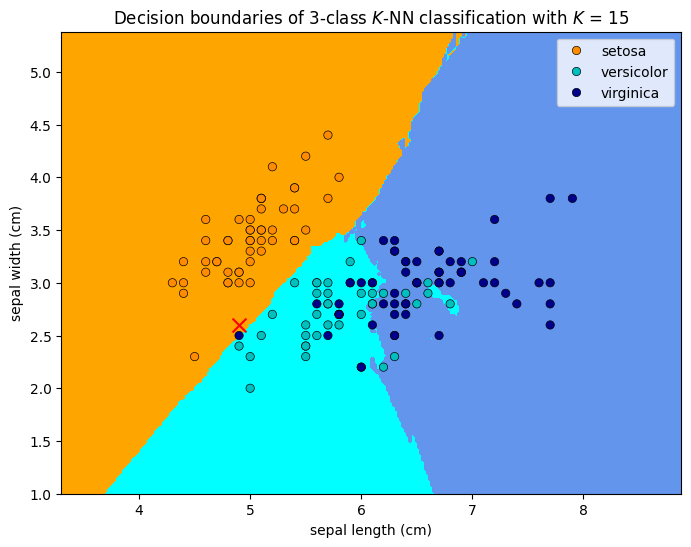 Decision boundaries of 3-class K-NN classification with K = 15
setosa
versicolor
virginica
sepal width (cm)
5.0
4.5
4.0
3.5
3.0
2.5
2.0
1.5
1.0
4 5 6 7 8
sepal length (cm)